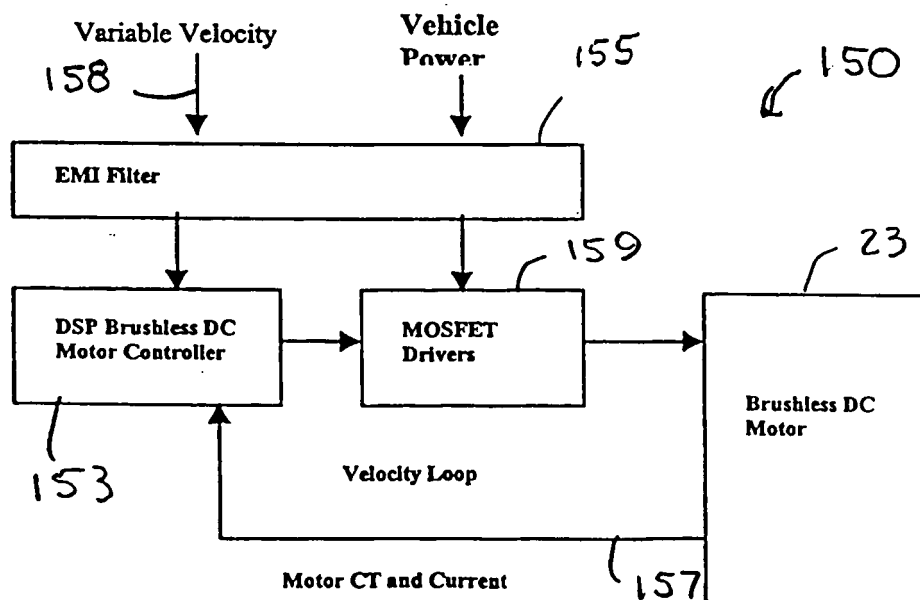 Variable Velocity
Vehicle
Power
158
155
150
EMI Filter
159
23
DSP Brushless DC
Motor Controller
MOSFET
Drivers
Brushless DC
Motor
153
Velocity Loop
Motor CT and Current
157